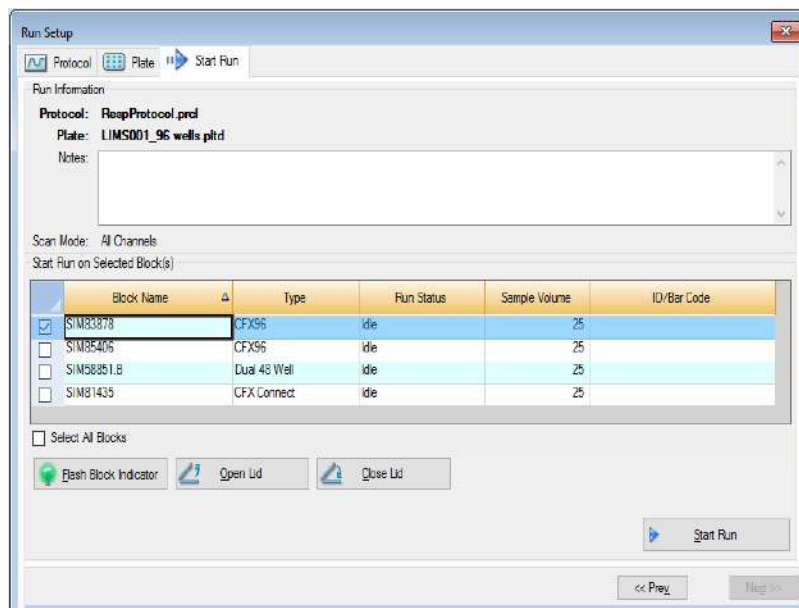 Run Setup
Protocol Plate Start Run
Run Information
Protocol: RespProtocol.prcl
Plate: LIMS001_96 wells.pltd
Notes:
Scan Mode: All Channels
Start Run on Selected Block(s)
Block Name Type Run Status Sample Volume ID/Bar Code
SIM83878 CFX96 Idle 25
SIM85406 CFX96 Idle 25
SIM58851.B Dual 48 Well Idle 25
SIM81435 CFX Connect Idle 25
Select All Blocks
Flash Block Indicator Open Lid Close Lid
Start Run
<< Prev Next >>